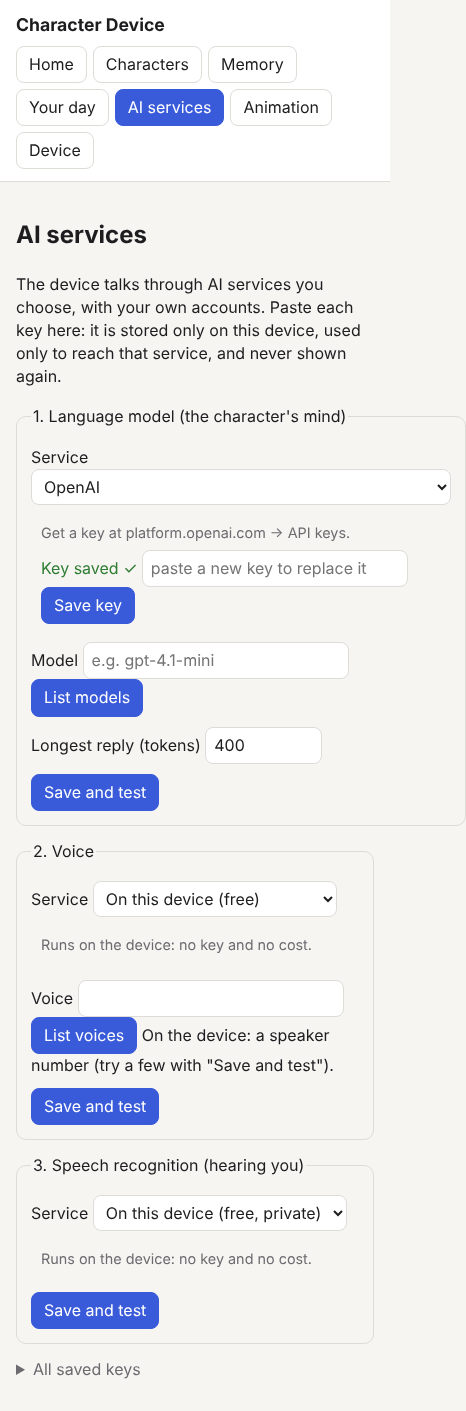 Character Device
Home
Characters
Memory
Your day
AI services
Animation
Device
AI services
The device talks through AI services you
choose, with your own accounts. Paste each
key here: it is stored only on this device, used
only to reach that service, and never shown
again.
1. Language model (the character's mind)
Service
OpenAI
Get a key at platform.openai.com → API keys.
Key saved ✓ paste a new key to replace it
Save key
Model e.g. gpt-4.1-mini
List models
Longest reply (tokens) 400
Save and test
2. Voice
Service On this device (free)
Runs on the device: no key and no cost.
Voice
List voices On the device: a speaker
number (try a few with "Save and test").
Save and test
3. Speech recognition (hearing you)
Service On this device (free, private)
Runs on the device: no key and no cost.
Save and test
All saved keys